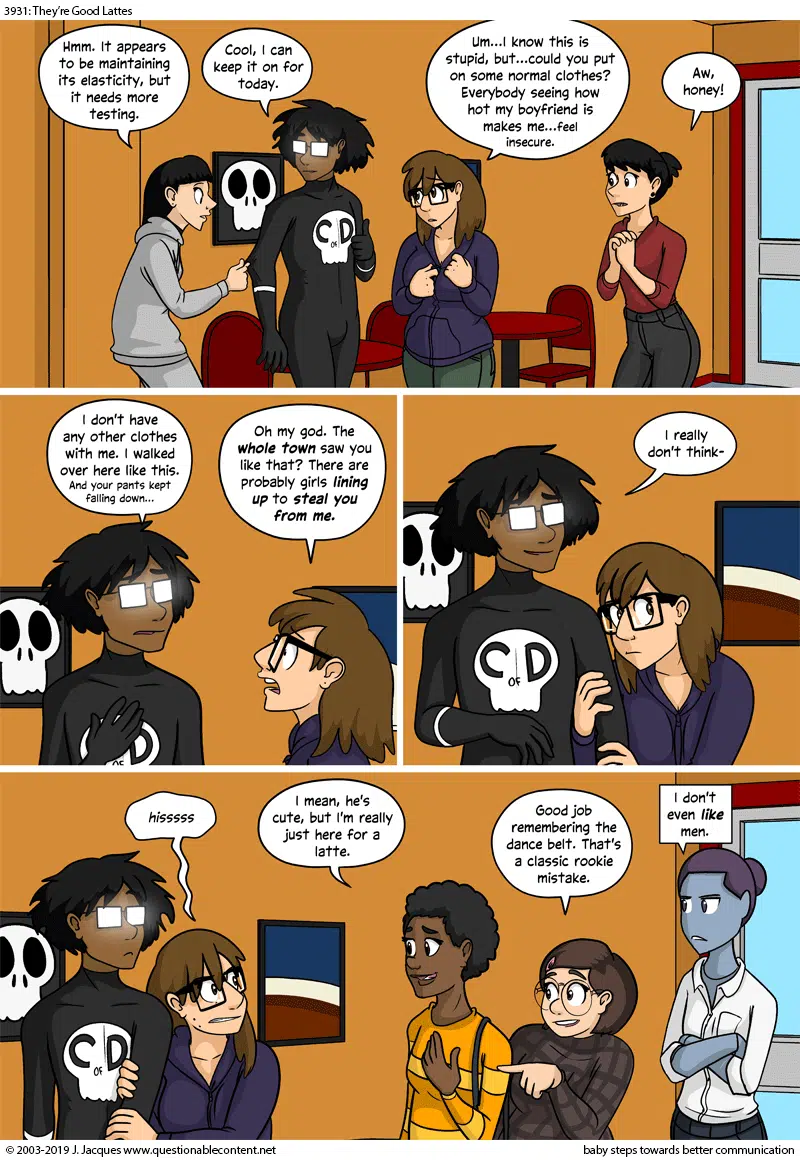 3931: They're Good Lattes
Hmm. It appears
to be maintaining
its elasticity, but
it needs more
testing.
Cool, I can
keep it on for
today.
Um...I know this is
stupid, but...could you put
on some normal clothes?
Everybody seeing how
hot my boyfriend is
makes me...feel
insecure.
Aw,
honey!
C D
OF
I don't have
any other clothes
with me. I walked
over here like this.
And your pants kept
falling down...
Oh my god. The
whole town saw you
like that? There are
probably girls lining
up to steal you
from me.
D
OF
I really
don't think-
C D
OF
hisssss
I mean, he's
cute, but I'm really
just here for a
latte.
Good job
remembering the
dance belt. That's
a classic rookie
mistake.
I don't
even like
men.
C D
OF
© 2003-2019 J. Jacques www.questionablecontent.net
baby steps towards better communication